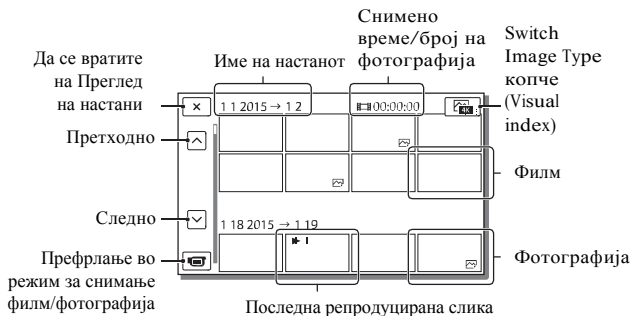 Да се вратите
на Преглед
на настани
Име на настанот
Снимено
време/број на
фотографија
Switch
Image Type
копче
(Visual
index)
1 1 2015 → 1 2
00:00:00
4K
Претходно
Филм
Следно
1 18 2015 → 1 19
Префрлање во
режим за снимање
филм/фотографија
Фотографија
Последна репродуцирана слика